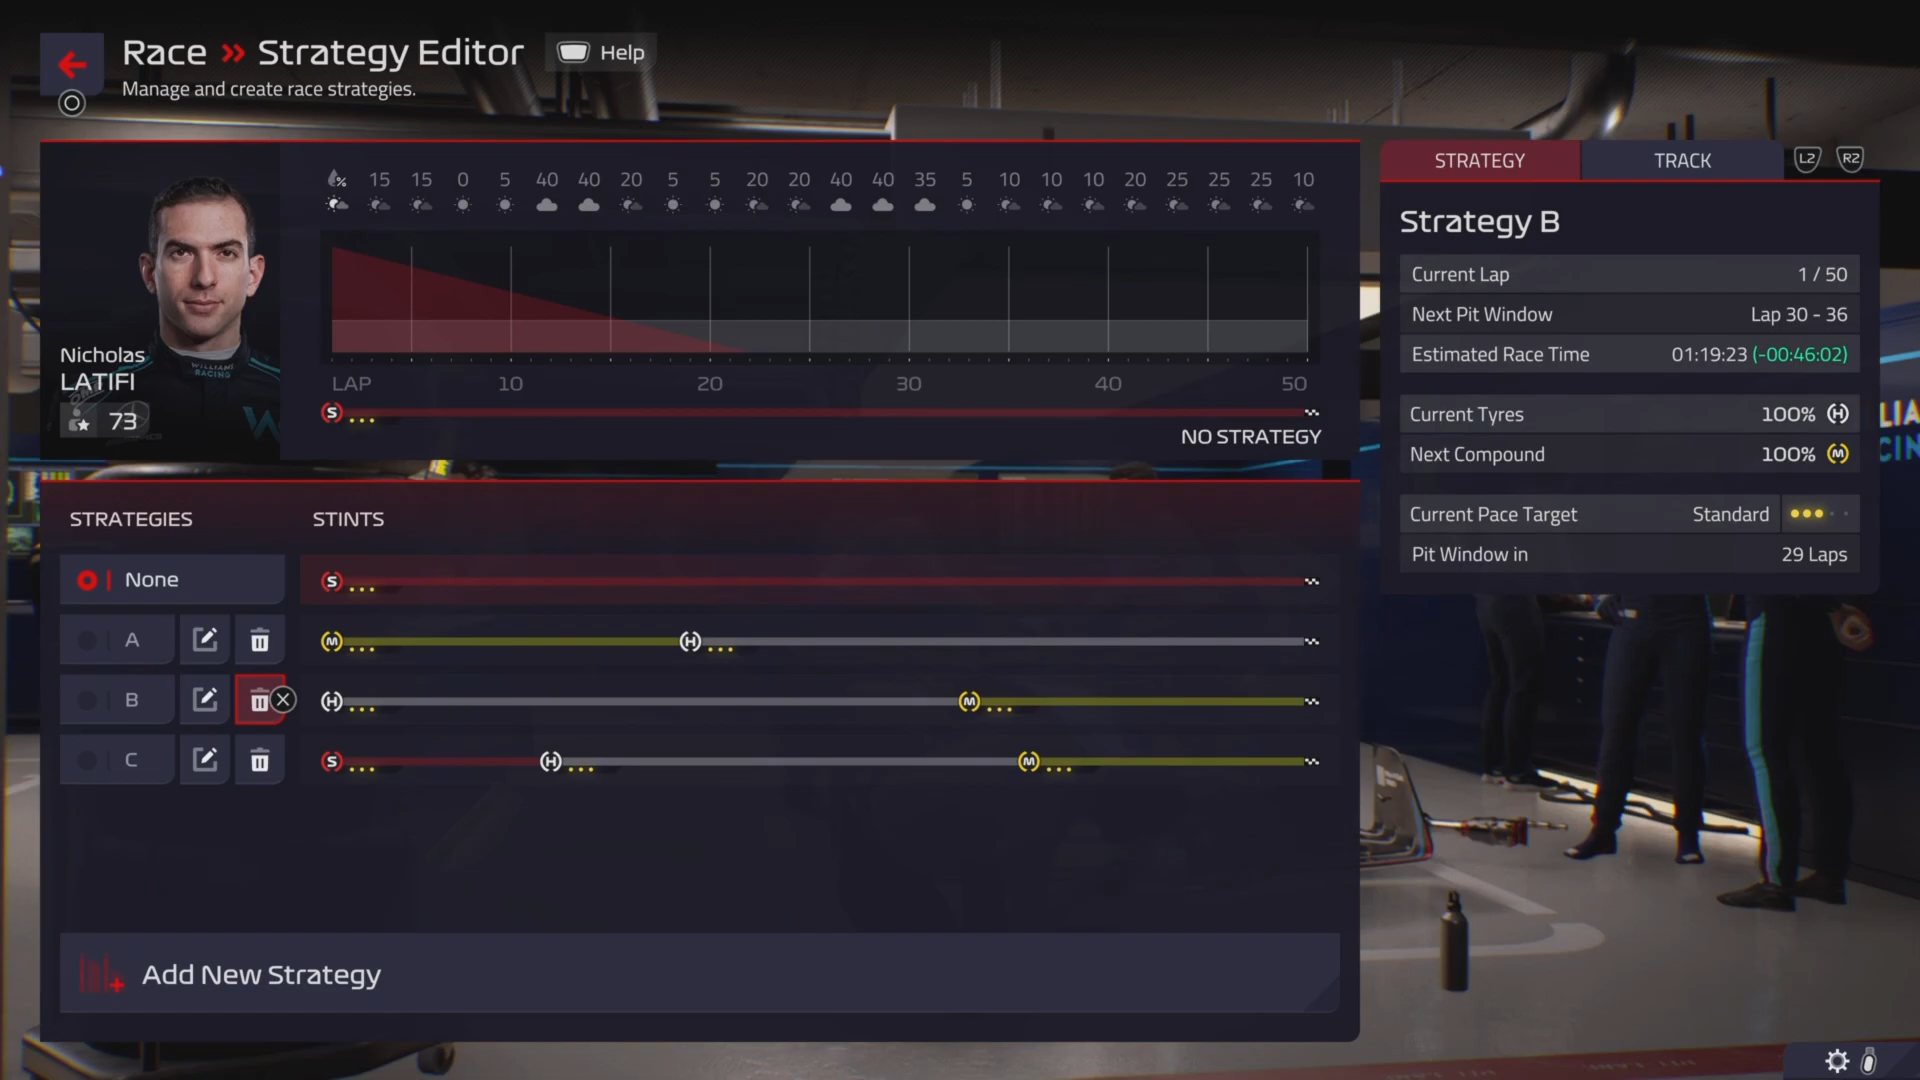 Race » Strategy Editor
Help
Manage and create race strategies.
% 15 15 0 5 40 40 20 5 5 20 20 40 40 35 5 10 10 10 20 25 25 25 10
STRATEGY
TRACK
L2
R2
WILLIAMS
RACING
Nicholas
LATIFI
73
LAP 10 20 30 40 50
S
NO STRATEGY
Strategy B
Current Lap 1 / 50
Next Pit Window Lap 30 - 36
Estimated Race Time 01:19:23 (-00:46:02)
Current Tyres 100% H
Next Compound 100% M
Current Pace Target Standard
Pit Window in 29 Laps
STRATEGIES
STINTS
None S
A M H
B H M
C S H M
Add New Strategy